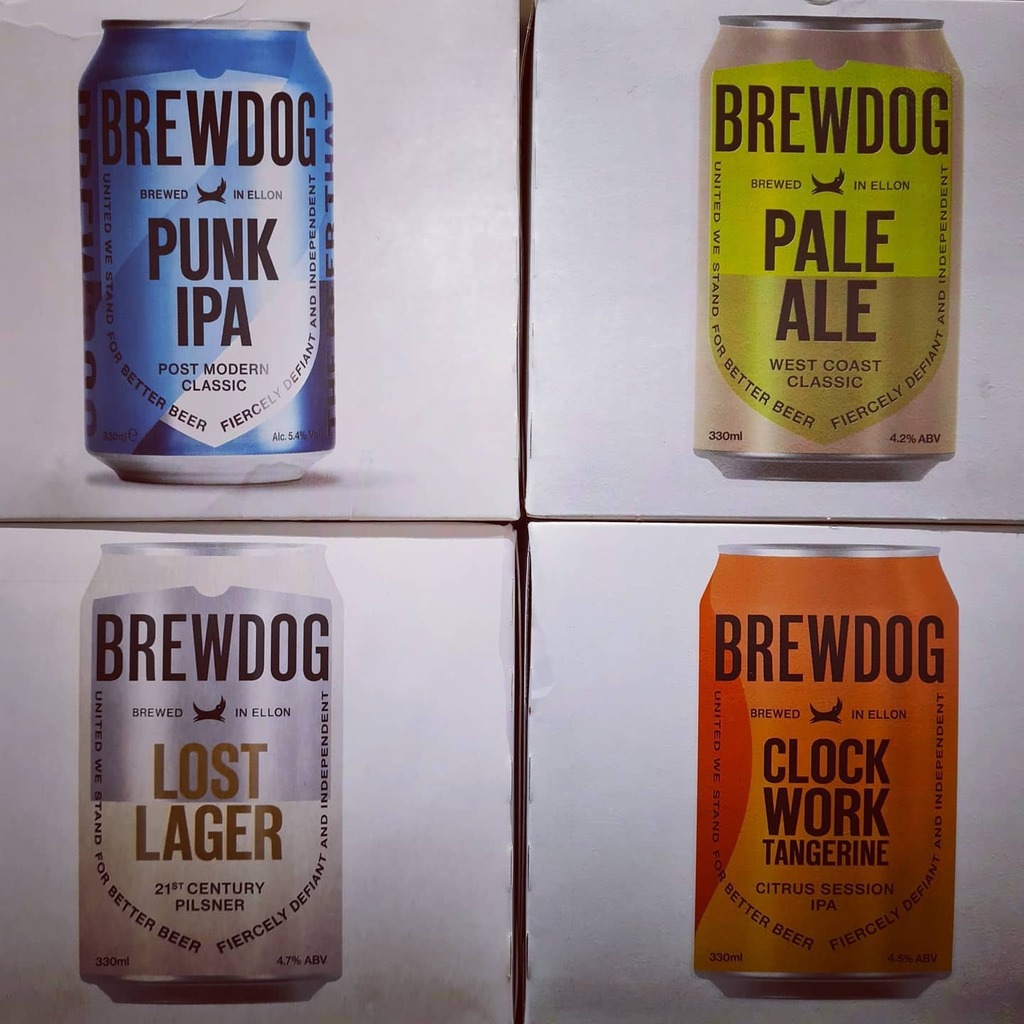 BREWDOG
BREWED IN ELLON
PUNK
IPA
POST MODERN
CLASSIC
UNITED WE STAND FOR BETTER BEER
FIERCELY DEFIANT AND INDEPENDENT
330ml e
Alc. 5.4%
BREWDOG
BREWED IN ELLON
PALE
ALE
WEST COAST
CLASSIC
UNITED WE STAND FOR BETTER BEER
FIERCELY DEFIANT AND INDEPENDENT
330ml
4.2% ABV
BREWDOG
BREWED IN ELLON
LOST
LAGER
21ST CENTURY
PILSNER
UNITED WE STAND FOR BETTER BEER
FIERCELY DEFIANT AND INDEPENDENT
330ml
4.7% ABV
BREWDOG
BREWED IN ELLON
CLOCK
WORK
TANGERINE
CITRUS SESSION
IPA
UNITED WE STAND FOR BETTER BEER
FIERCELY DEFIANT AND INDEPENDENT
330ml
4.5% ABV